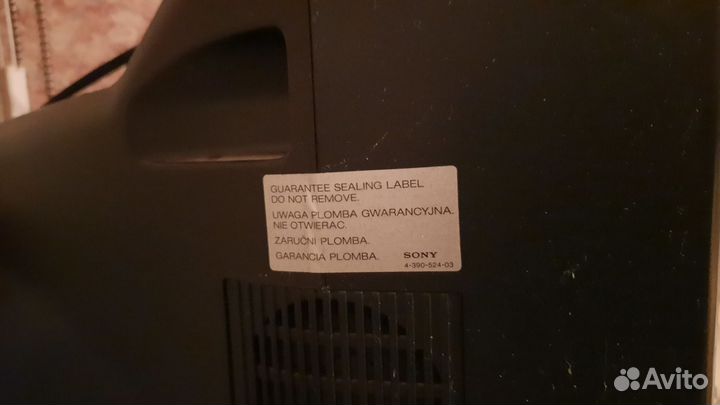 GUARANTEE SEALING LABEL
DO NOT REMOVE.
UWAGA PLOMBA GWARANCYJNA.
NIE OTWIERAC.
ZARUČNI PLOMBA.
GARANCIA PLOMBA. SONY
4-390-524-03
Avito